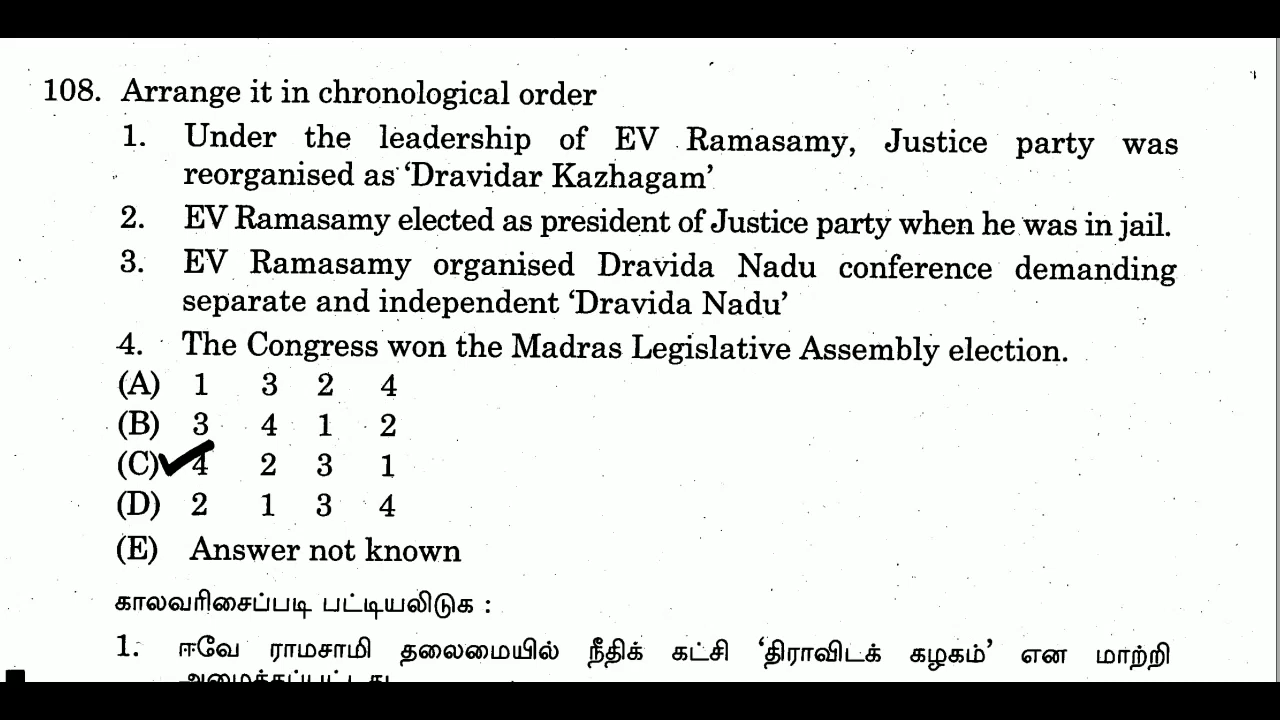 108. Arrange it in chronological order
1. Under the leadership of EV Ramasamy, Justice party was
reorganised as 'Dravidar Kazhagam'
2. EV Ramasamy elected as president of Justice party when he was in jail.
3. EV Ramasamy organised Dravida Nadu conference demanding
separate and independent 'Dravida Nadu'
4. The Congress won the Madras Legislative Assembly election.
(A) 1 3 2 4
(B) 3 4 1 2
(C) 4 2 3 1
(D) 2 1 3 4
(E) Answer not known
காலவரிசைப்படி பட்டியலிடுக :
1. ஈவே ராமசாமி தலைமையில் நீதிக் கட்சி 'திராவிடக் கழகம்' என மாற்றி